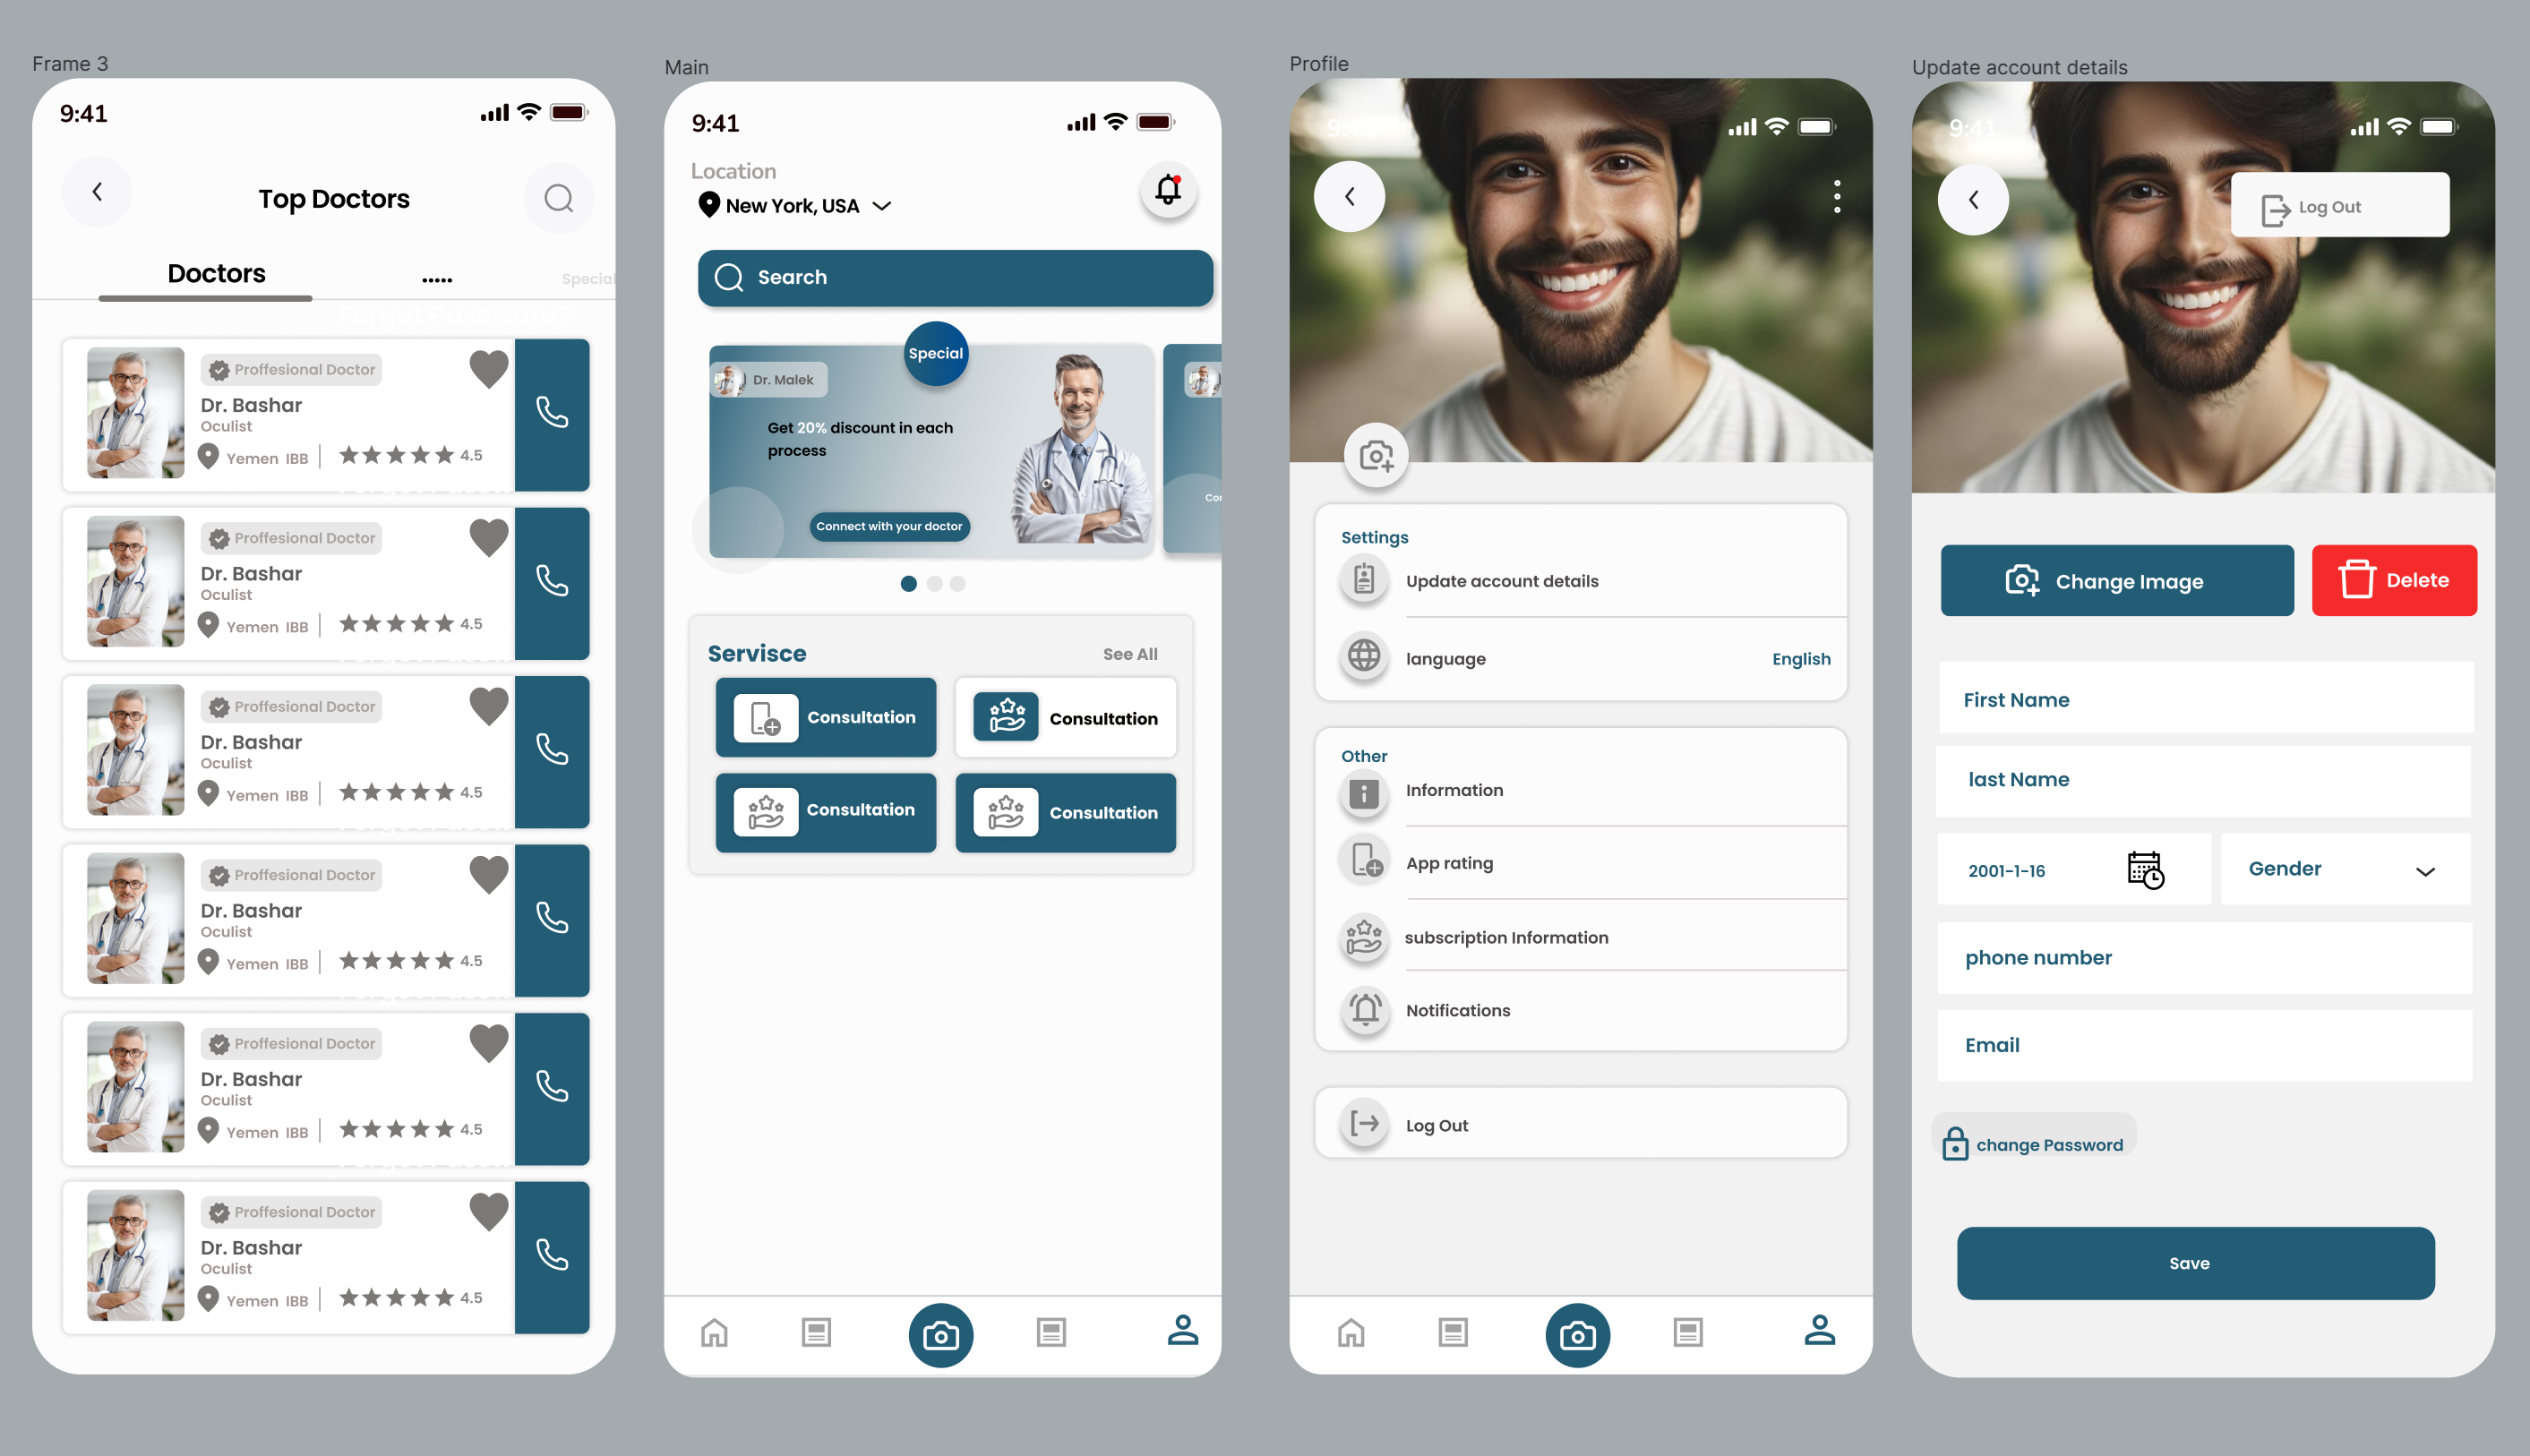 Frame 3
9:41
Top Doctors
Doctors
.....
Special
Forgot Password?
Proffesional Doctor
Dr. Bashar
Oculist
Yemen IBB
4.5
Proffesional Doctor
Dr. Bashar
Oculist
Yemen IBB
4.5
Proffesional Doctor
Dr. Bashar
Oculist
Yemen IBB
4.5
Proffesional Doctor
Dr. Bashar
Oculist
Yemen IBB
4.5
Proffesional Doctor
Dr. Bashar
Oculist
Yemen IBB
4.5
Proffesional Doctor
Dr. Bashar
Oculist
Yemen IBB
4.5
Main
9:41
Location
New York, USA
Search
Special
Dr. Malek
Get 20% discount in each
process
Connect with your doctor
Servisce
See All
Consultation
Consultation
Consultation
Consultation
Profile
Settings
Update account details
language
English
Other
Information
App rating
subscription Information
Notifications
Log Out
Update account details
9:41
Log Out
Change Image
Delete
First Name
last Name
2001-1-16
Gender
phone number
Email
change Password
Save